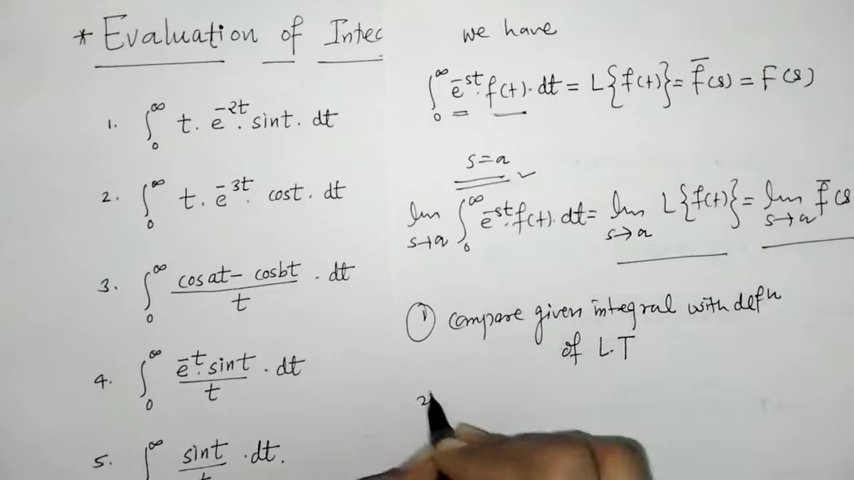 * Evaluation of Integ
1. ∫₀^∞ t. e^-2t. sint. dt
2. ∫₀^∞ t. e^-3t. cost. dt
3. ∫₀^∞ (cosat - cosbt)/t . dt
4. ∫₀^∞ (e^-t. sint)/t . dt
5. ∫ ^∞ sint/t . dt.
we have
∫₀^∞ e^-st. f(t). dt = L{f(t)} = f̄(s) = F(s)
s=a
lim s→a ∫₀^∞ e^-st. f(t). dt = lim s→a L{f(t)} = lim s→a f̄(s
① Compare given integral with defn
of L.T
2